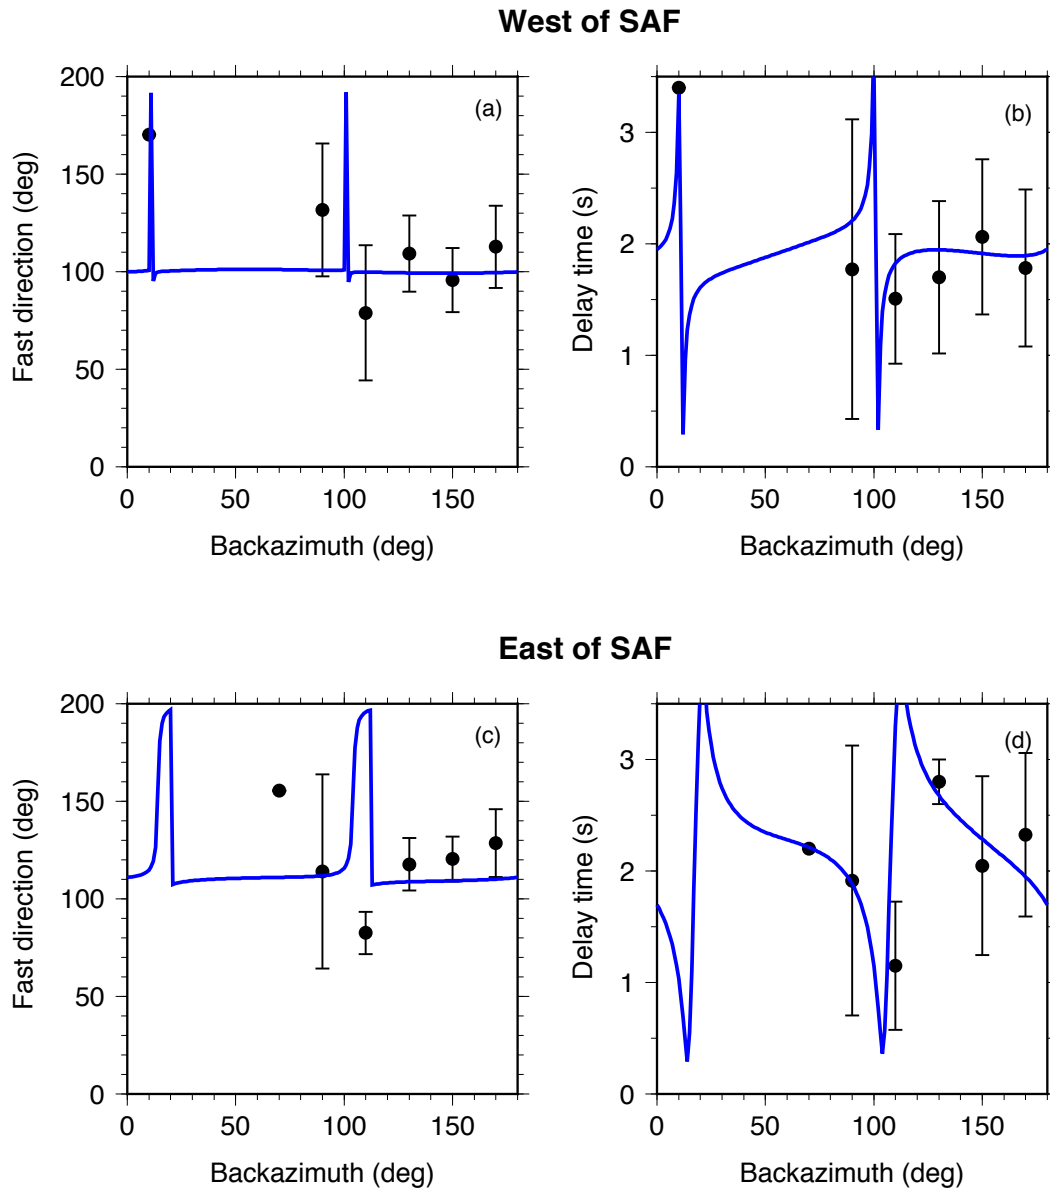 West of SAF
200
150
100
50
0
0 50 100 150
Fast direction (deg)
Backazimuth (deg)
(a)
3
2
1
0
0 50 100 150
Delay time (s)
Backazimuth (deg)
(b)
East of SAF
200
150
100
50
0
0 50 100 150
Fast direction (deg)
Backazimuth (deg)
(c)
3
2
1
0
0 50 100 150
Delay time (s)
Backazimuth (deg)
(d)